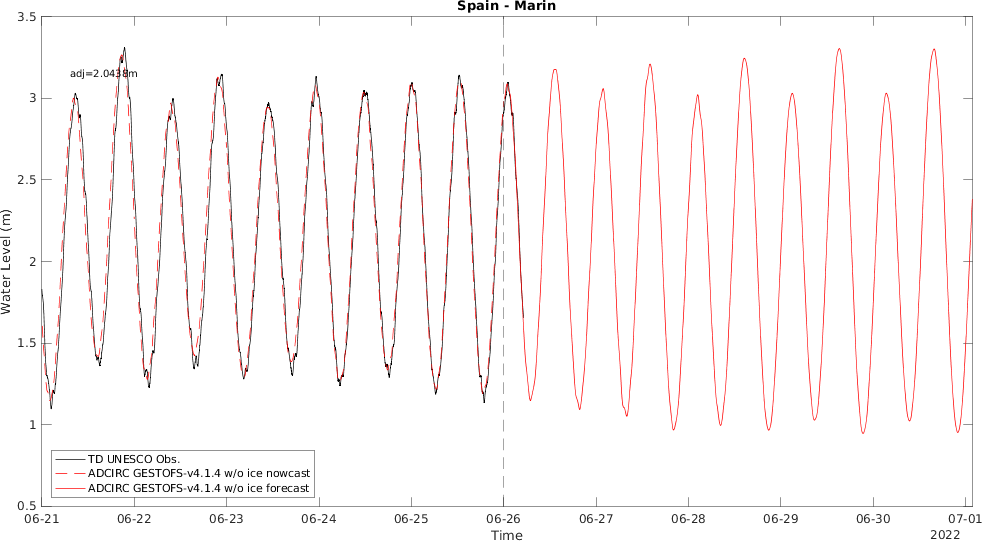 Spain - Marin
3.5
3
2.5
2
1.5
1
0.5
Water Level (m)
adj=2.0438m
TD UNESCO Obs.
ADCIRC GESTOFS-v4.1.4 w/o ice nowcast
ADCIRC GESTOFS-v4.1.4 w/o ice forecast
06-21 06-22 06-23 06-24 06-25 06-26 06-27 06-28 06-29 06-30 07-01
2022
Time